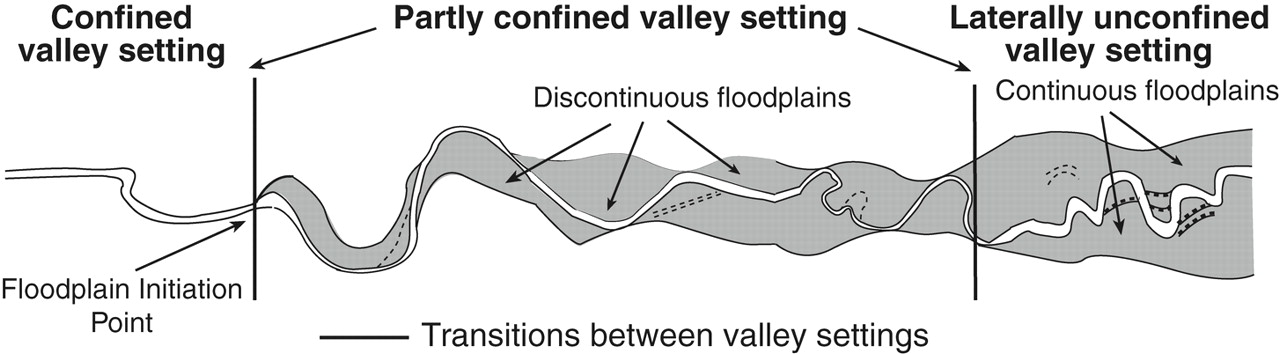 Confined
valley setting
Partly confined valley setting
Laterally unconfined
valley setting
Discontinuous floodplains
Continuous floodplains
Floodplain Initiation
Point
Transitions between valley settings